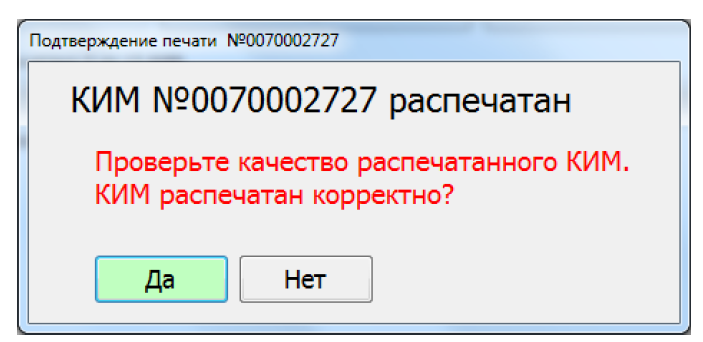 Подтверждение печати №0070002727
КИМ №0070002727 распечатан
Проверьте качество распечатанного КИМ.
КИМ распечатан корректно?
Да
Нет